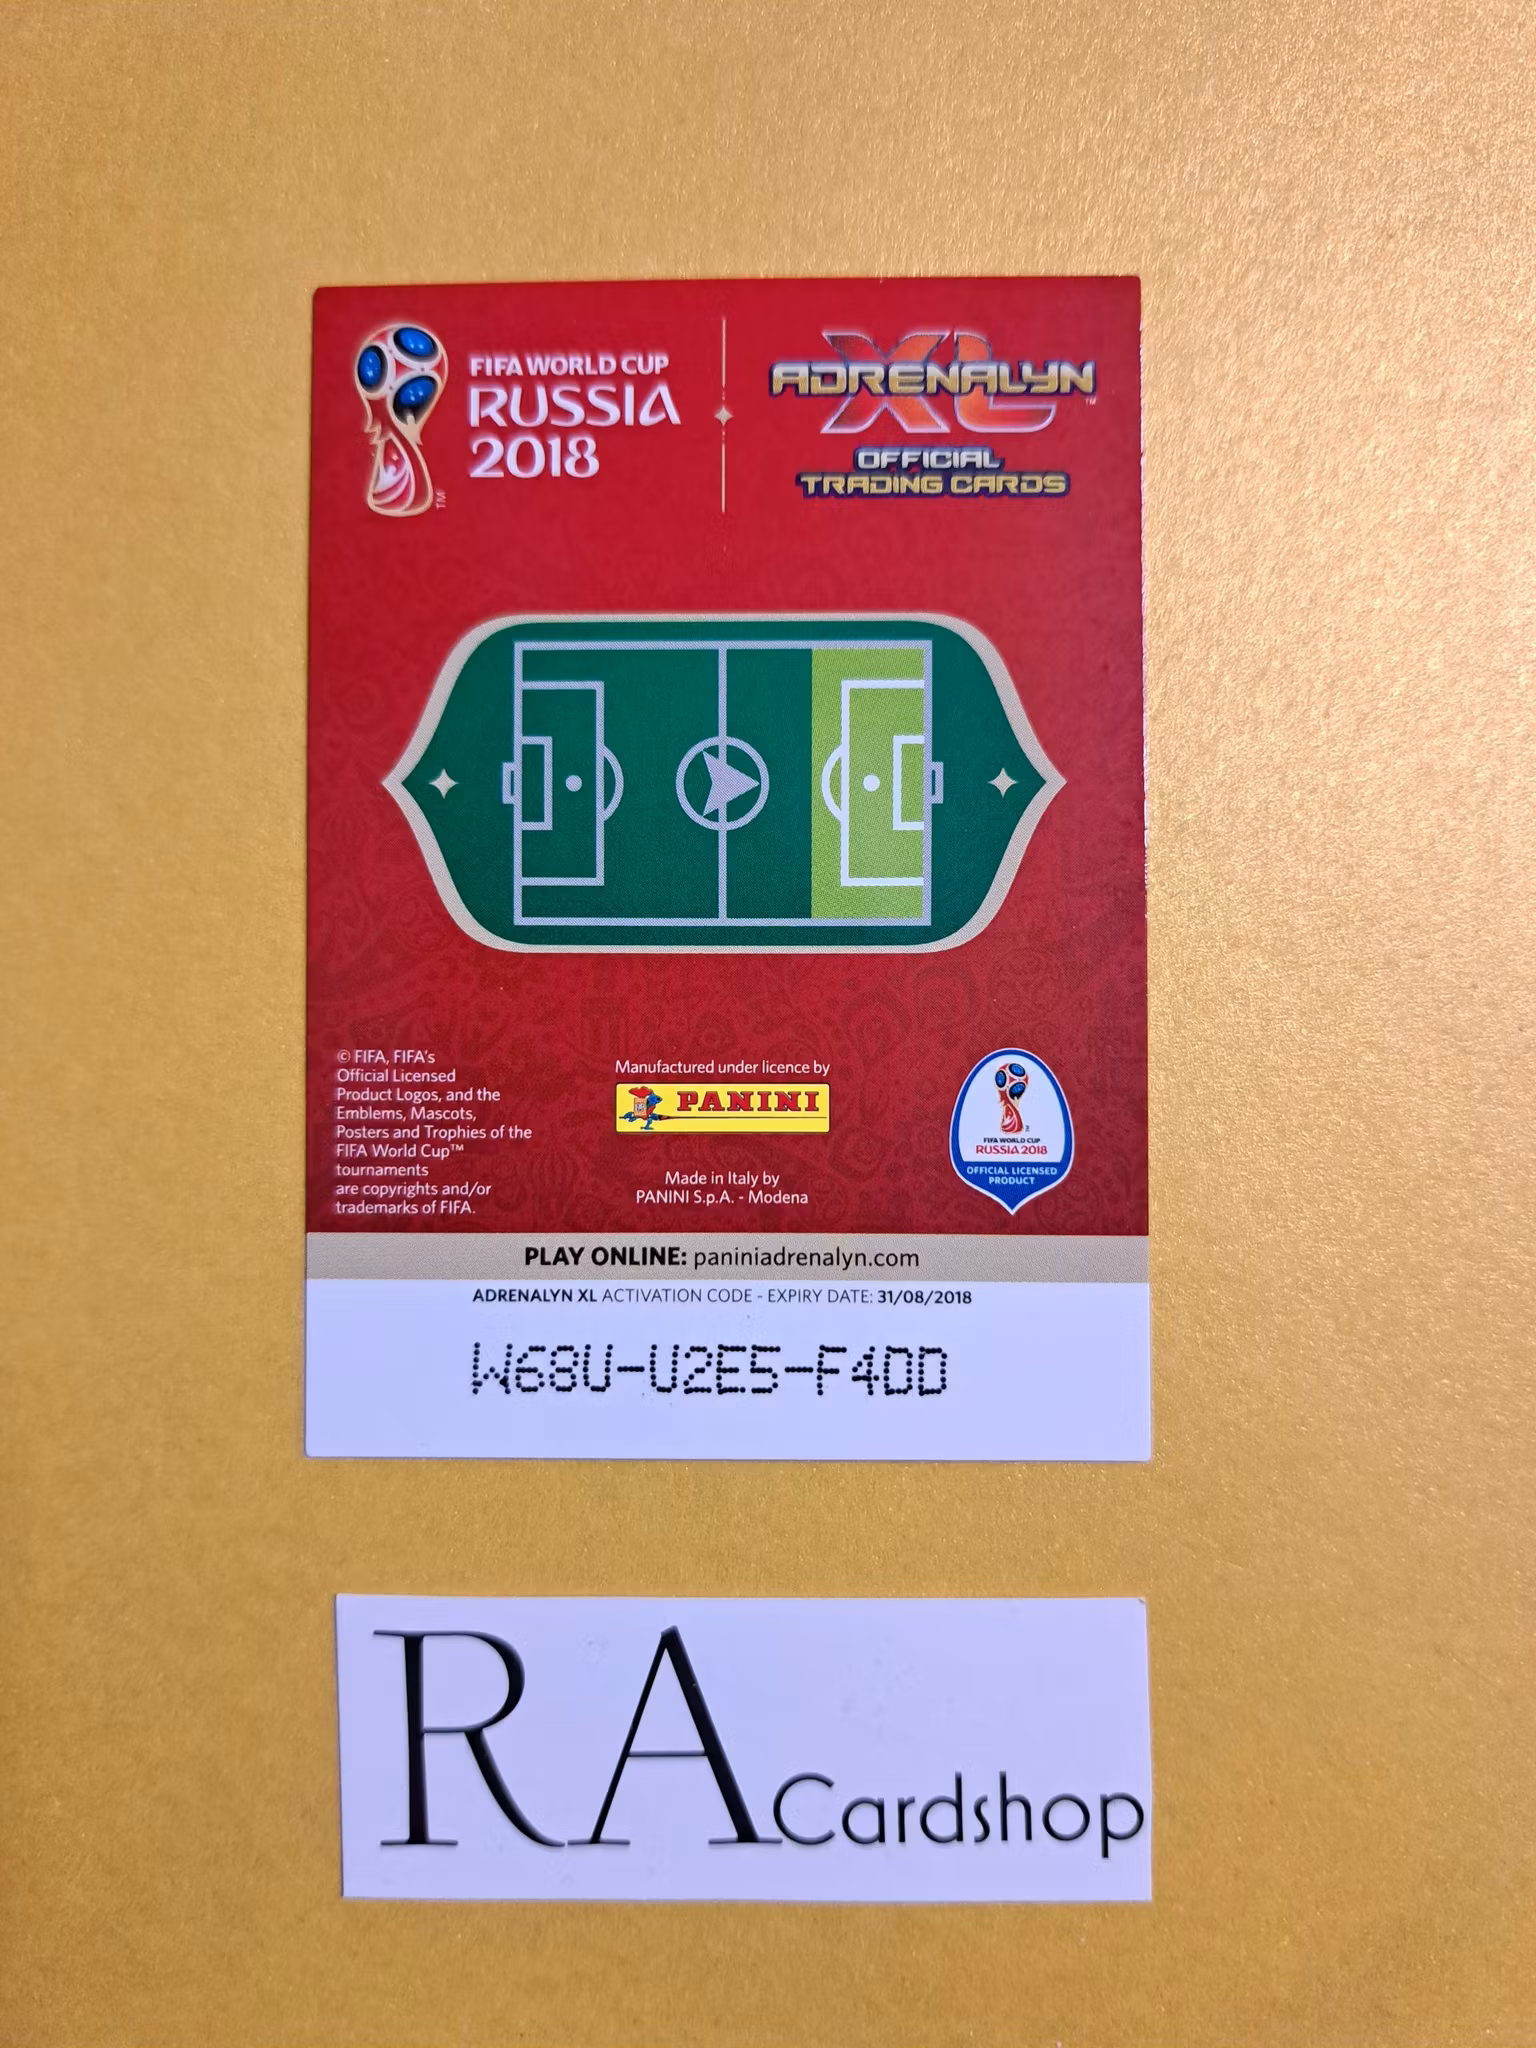 FIFA WORLD CUP
RUSSIA
2018
TM
ADRENALYN
XL
TM
OFFICIAL
TRADING CARDS
© FIFA, FIFA's
Official Licensed
Product Logos, and the
Emblems, Mascots,
Posters and Trophies of the
FIFA World Cup™
tournaments
are copyrights and/or
trademarks of FIFA.
Manufactured under licence by
PANINI
Made in Italy by
PANINI S.p.A. - Modena
FIFA WORLD CUP
RUSSIA 2018
OFFICIAL LICENSED
PRODUCT
PLAY ONLINE: paniniadrenalyn.com
ADRENALYN XL ACTIVATION CODE - EXPIRY DATE: 31/08/2018
W68U-U2E5-F4DD
RA Cardshop